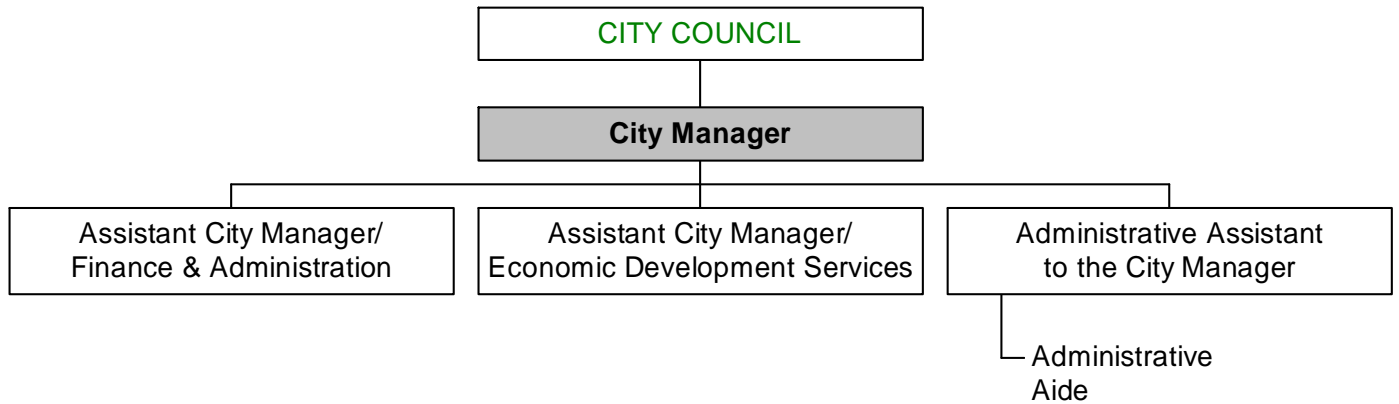 CITY COUNCIL
City Manager
Assistant City Manager/
Finance & Administration
Assistant City Manager/
Economic Development Services
Administrative Assistant
to the City Manager
Administrative
Aide